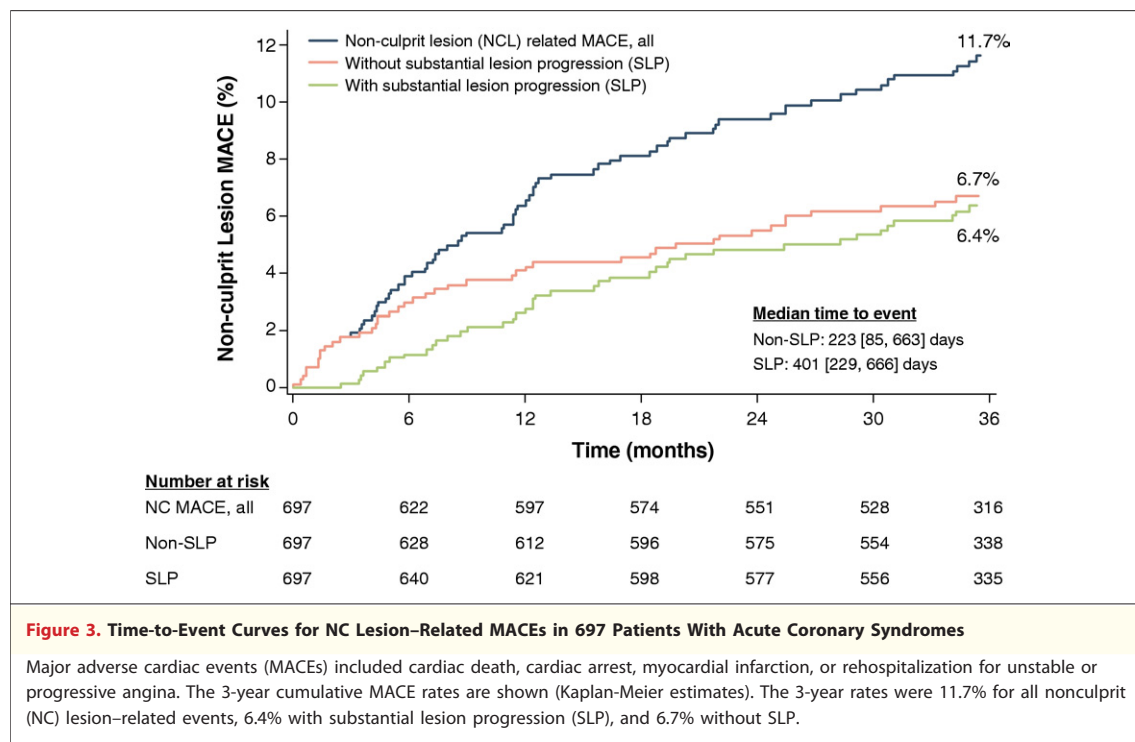 Non-culprit Lesion MACE (%)
12
10
8
6
4
2
0
Non-culprit lesion (NCL) related MACE, all
Without substantial lesion progression (SLP)
With substantial lesion progression (SLP)
11.7%
6.7%
6.4%
Median time to event
Non-SLP: 223 [85, 663] days
SLP: 401 [229, 666] days
0 6 12 18 24 30 36
Time (months)
Number at risk
NC MACE, all 697 622 597 574 551 528 316
Non-SLP 697 628 612 596 575 554 338
SLP 697 640 621 598 577 556 335
Figure 3. Time-to-Event Curves for NC Lesion–Related MACEs in 697 Patients With Acute Coronary Syndromes
Major adverse cardiac events (MACEs) included cardiac death, cardiac arrest, myocardial infarction, or rehospitalization for unstable or
progressive angina. The 3-year cumulative MACE rates are shown (Kaplan-Meier estimates). The 3-year rates were 11.7% for all nonculprit
(NC) lesion–related events, 6.4% with substantial lesion progression (SLP), and 6.7% without SLP.